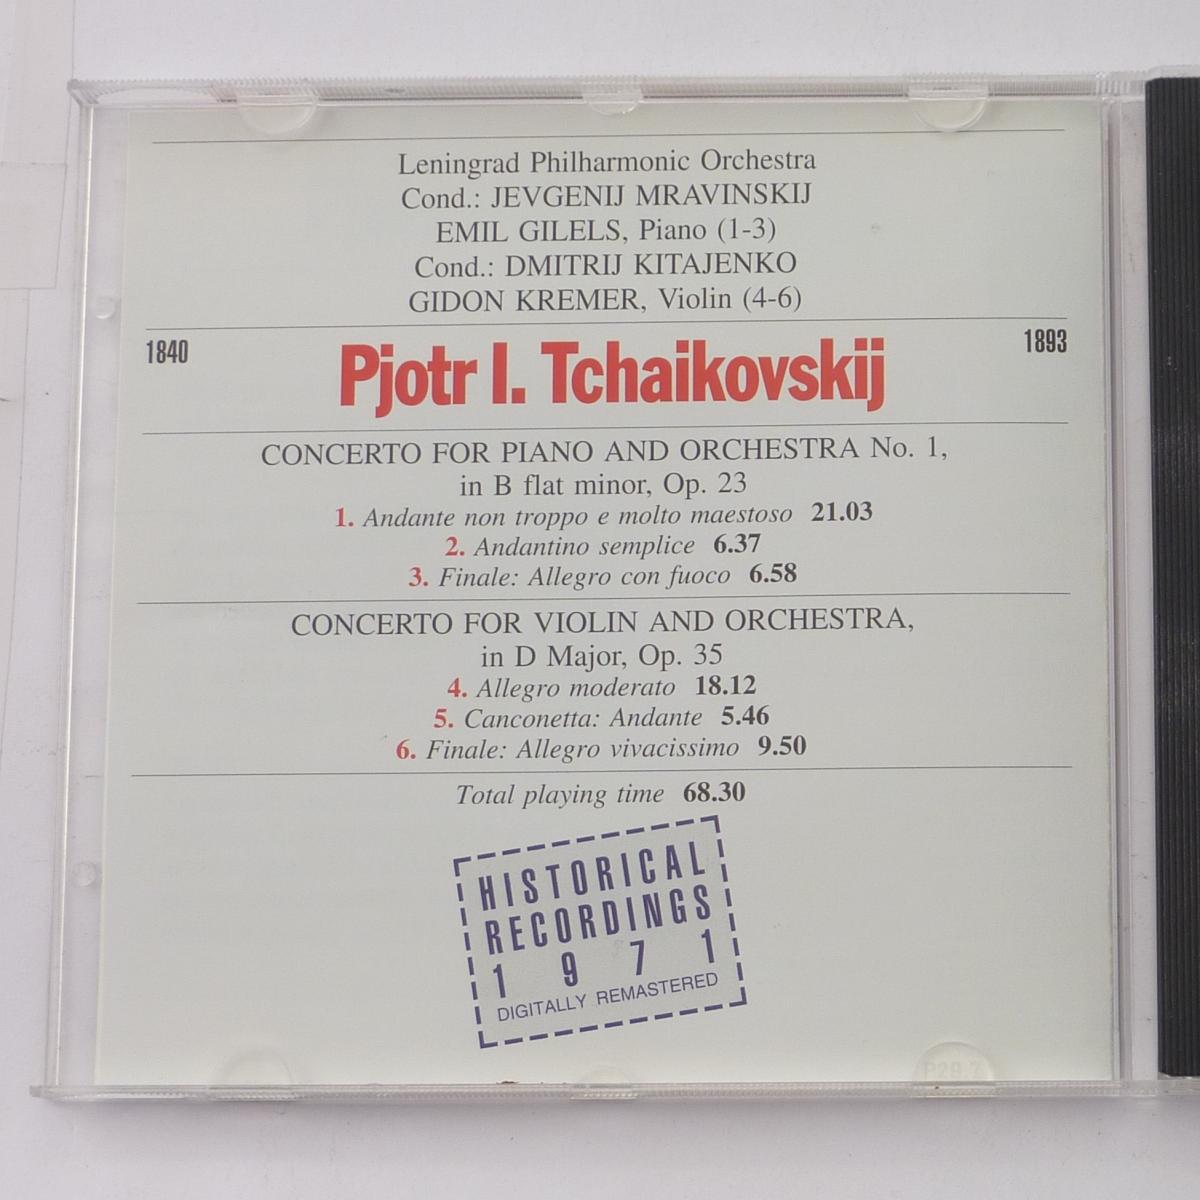 Leningrad Philharmonic Orchestra
Cond.: JEVGENIJ MRAVINSKIJ
EMIL GILELS, Piano (1-3)
Cond.: DMITRIJ KITAJENKO
GIDON KREMER, Violin (4-6)
1840 Pjotr I. Tchaikovskij 1893
CONCERTO FOR PIANO AND ORCHESTRA No. 1,
in B flat minor, Op. 23
1. Andante non troppo e molto maestoso 21.03
2. Andantino semplice 6.37
3. Finale: Allegro con fuoco 6.58
CONCERTO FOR VIOLIN AND ORCHESTRA,
in D Major, Op. 35
4. Allegro moderato 18.12
5. Canconetta: Andante 5.46
6. Finale: Allegro vivacissimo 9.50
Total playing time 68.30
HISTORICAL
RECORDINGS
1971
DIGITALLY REMASTERED
P29.7